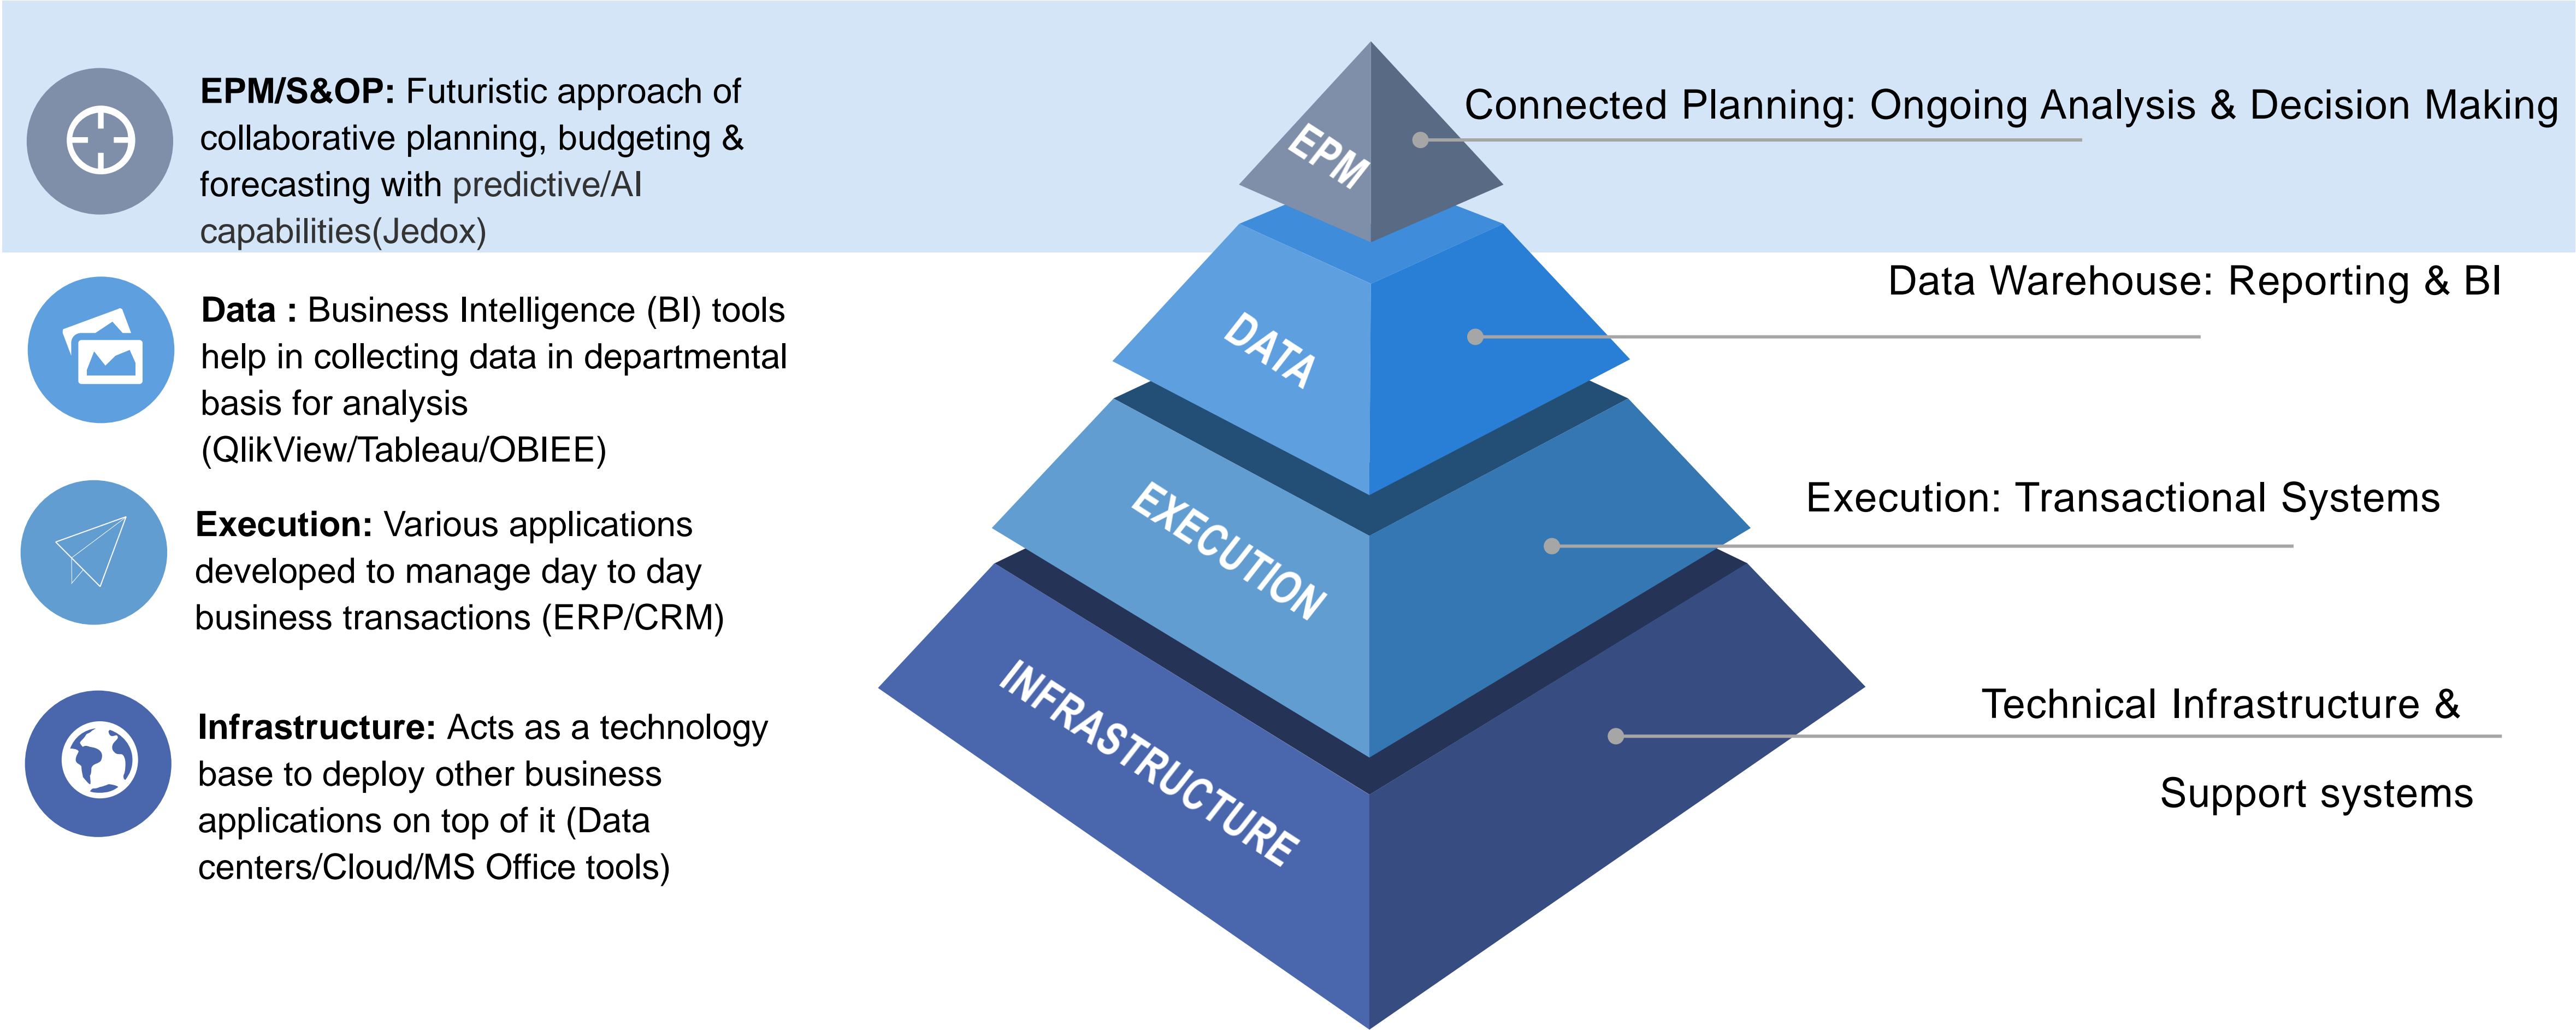 EPM/S&OP: Futuristic approach of
collaborative planning, budgeting &
forecasting with predictive/AI
capabilities(Jedox)
Data : Business Intelligence (BI) tools
help in collecting data in departmental
basis for analysis
(QlikView/Tableau/OBIEE)
Execution: Various applications
developed to manage day to day
business transactions (ERP/CRM)
Infrastructure: Acts as a technology
base to deploy other business
applications on top of it (Data
centers/Cloud/MS Office tools)
EPM
DATA
EXECUTION
INFRASTRUCTURE
Connected Planning: Ongoing Analysis & Decision Making
Data Warehouse: Reporting & BI
Execution: Transactional Systems
Technical Infrastructure &
Support systems